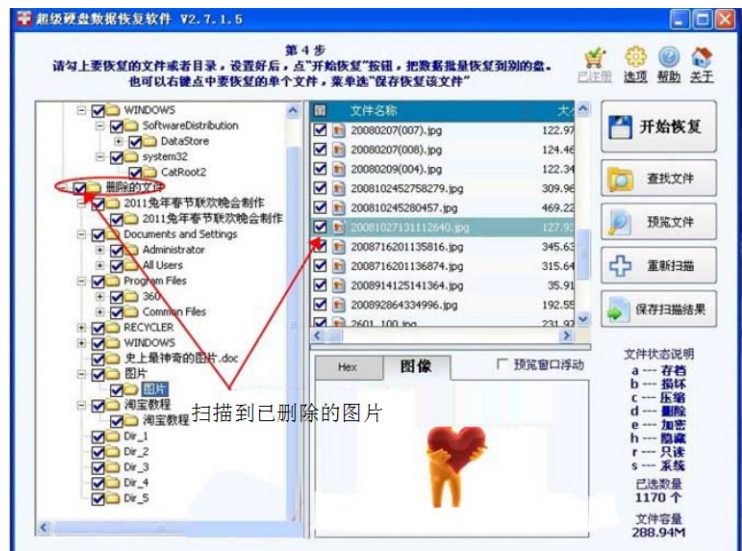 超级硬盘数据恢复软件 V2.7.1.5
第 4 步
请勾上要恢复的文件或者目录，设置好后，点"开始恢复"按钮，把数据批量恢复到别的盘。
也可以右键点中要恢复的单个文件，菜单选"保存恢复该文件"
已注册 选项 帮助 关于
WINDOWS
SoftwareDistribution
DataStore
system32
CatRoot2
删除的文件
2011兔年春节联欢晚会制作
2011兔年春节联欢晚会制作
Documents and Settings
Administrator
All Users
Program Files
360
Common Files
RECYCLER
WINDOWS
史上最神奇的图片.doc
图片
图片
淘宝教程
淘宝教程
Dir_1
Dir_2
Dir_3
Dir_4
Dir_5
文件名称 大小
20080207(007).jpg 122.97
20080207(008).jpg 124.46
20080209(004).jpg 122.34
2008102452758279.jpg 309.96
200810245280457.jpg 469.22
20081027131112640.jpg 127.93
2008716201135816.jpg 345.63
2008716201136874.jpg 315.64
2008914125141364.jpg 35.91
200892864334996.jpg 192.55
2601_100.jpg 231.97
Hex 图像 预览窗口浮动
扫描到已删除的图片
开始恢复
查找文件
预览文件
重新扫描
保存扫描结果
文件状态说明
a --- 存档
b --- 损坏
c --- 压缩
d --- 删除
e --- 加密
h --- 隐藏
r --- 只读
s --- 系统
已选数量
1170 个
文件容量
288.94M